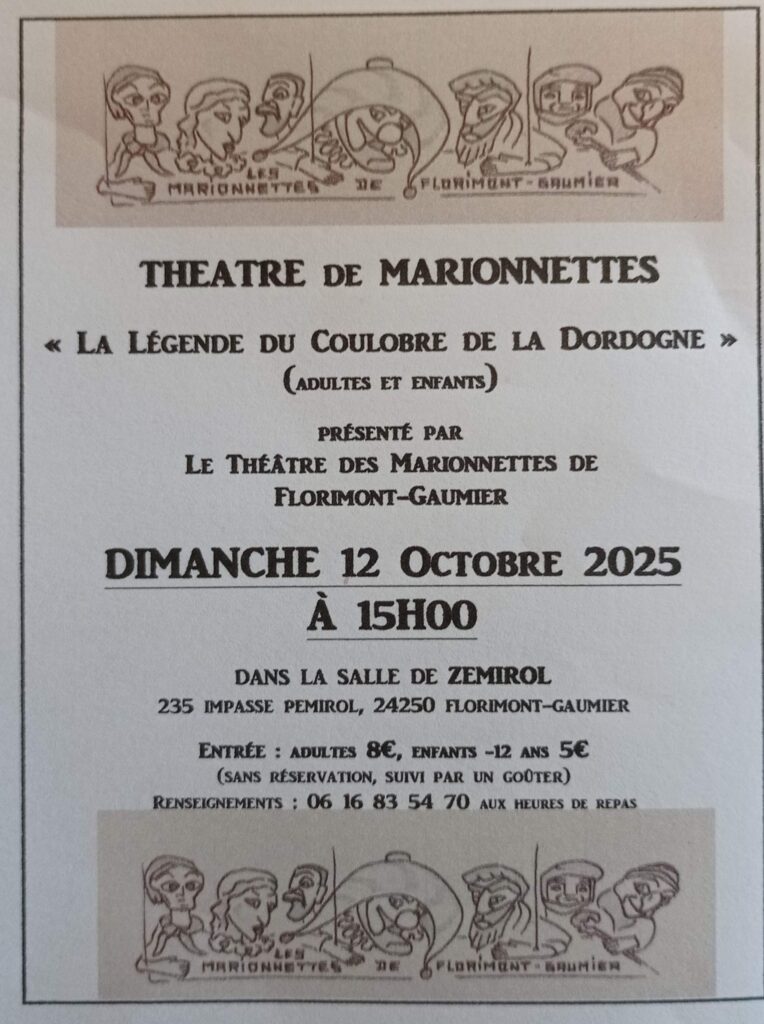 LES
MARIONNETTES DE FLORIMONT-GAUMIER
THEATRE DE MARIONNETTES
« LA LÉGENDE DU COULOBRE DE LA DORDOGNE »
(ADULTES ET ENFANTS)
PRÉSENTÉ PAR
LE THÉÂTRE DES MARIONNETTES DE
FLORIMONT-GAUMIER
DIMANCHE 12 OCTOBRE 2025
À 15H00
DANS LA SALLE DE ZEMIROL
235 IMPASSE PEMIROL, 24250 FLORIMONT-GAUMIER
ENTRÉE : ADULTES 8€, ENFANTS -12 ANS 5€
(SANS RÉSERVATION, SUIVI PAR UN GOÛTER)
RENSEIGNEMENTS : 06 16 83 54 70 AUX HEURES DE REPAS
LES
MARIONNETTES DE FLORIMONT-GAUMIER